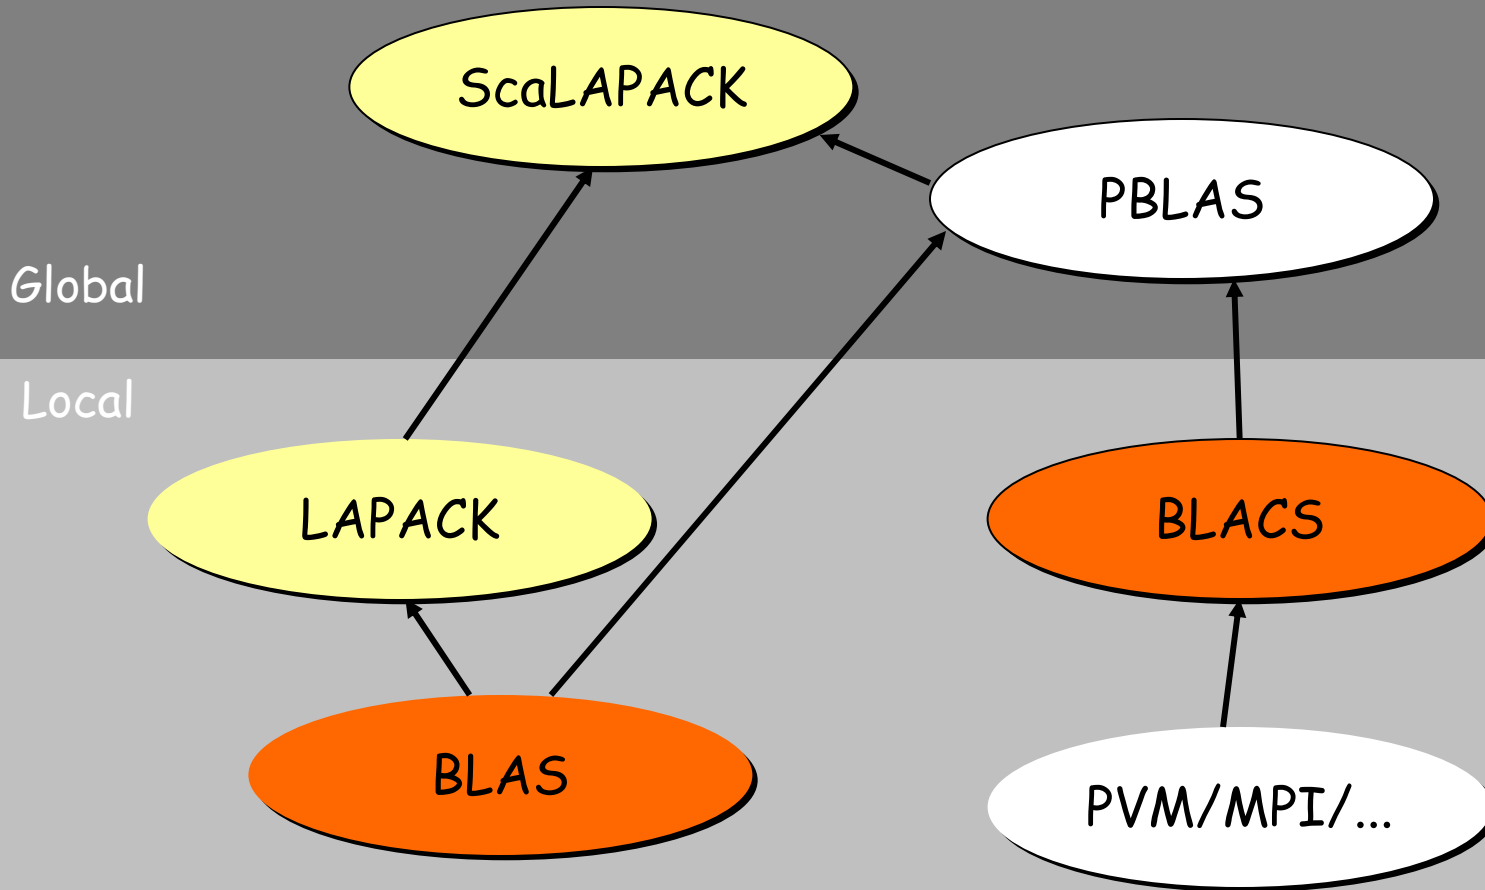 ScaLAPACK
PBLAS
Global
Local
LAPACK
BLACS
BLAS
PVM/MPI/...